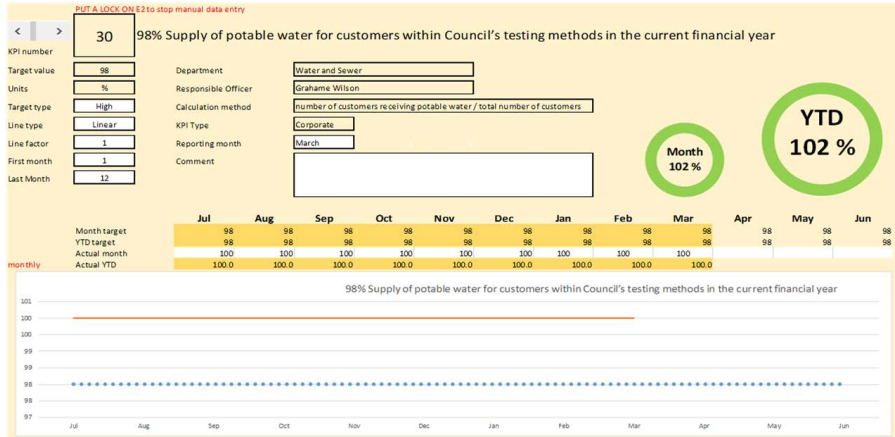 PUT A LOCK ON E2 to stop manual data entry
< >
KPI number 30 98% Supply of potable water for customers within Council's testing methods in the current financial year
Target value 98 Department Water and Sewer
Units % Responsible Officer Grahame Wilson
Target type High Calculation method number of customers receiving potable water / total number of customers
Line type Linear KPI Type Corporate
Line factor 1 Reporting month March
First month 1 Comment
Last Month 12
Month
102 %
YTD
102 %
Jul Aug Sep Oct Nov Dec Jan Feb Mar Apr May Jun
Month target 98 98 98 98 98 98 98 98 98 98 98 98
YTD target 98 98 98 98 98 98 98 98 98 98 98 98
Actual month 100 100 100 100 100 100 100 100 100
monthly Actual YTD 100.0 100.0 100.0 100.0 100.0 100.0 100.0 100.0 100.0
98% Supply of potable water for customers within Council's testing methods in the current financial year
101
100
100
99
99
98
98
97
Jul Aug Sep Oct Nov Dec Jan Feb Mar Apr May Jun